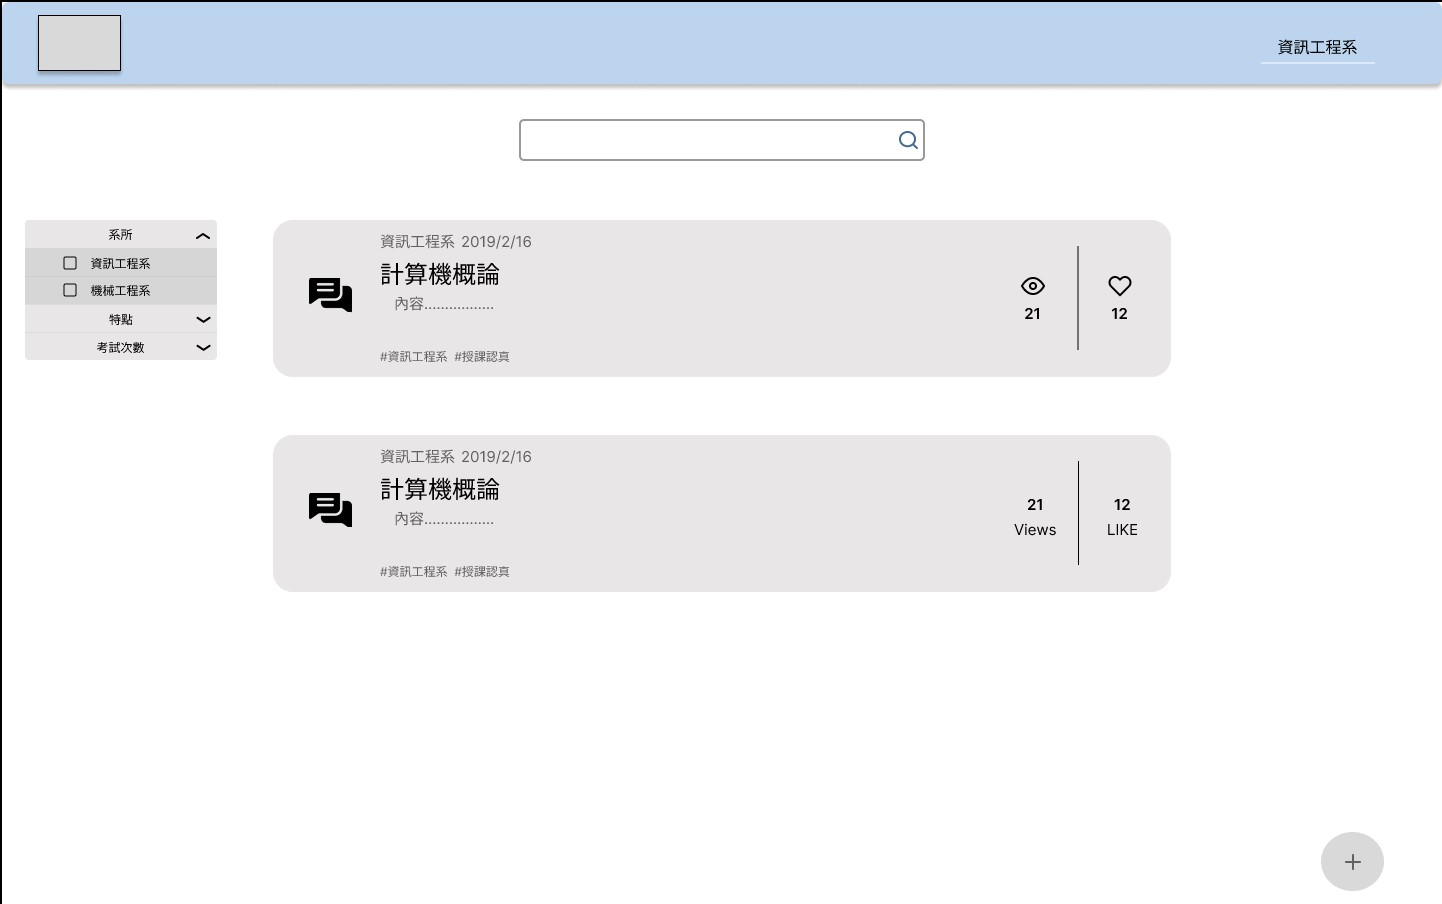 資訊工程系
系所
資訊工程系
機械工程系
特點
考試次數
資訊工程系 2019/2/16
計算機概論
內容.................
#資訊工程系 #授課認真
21
12
資訊工程系 2019/2/16
計算機概論
內容.................
#資訊工程系 #授課認真
21
Views
12
LIKE